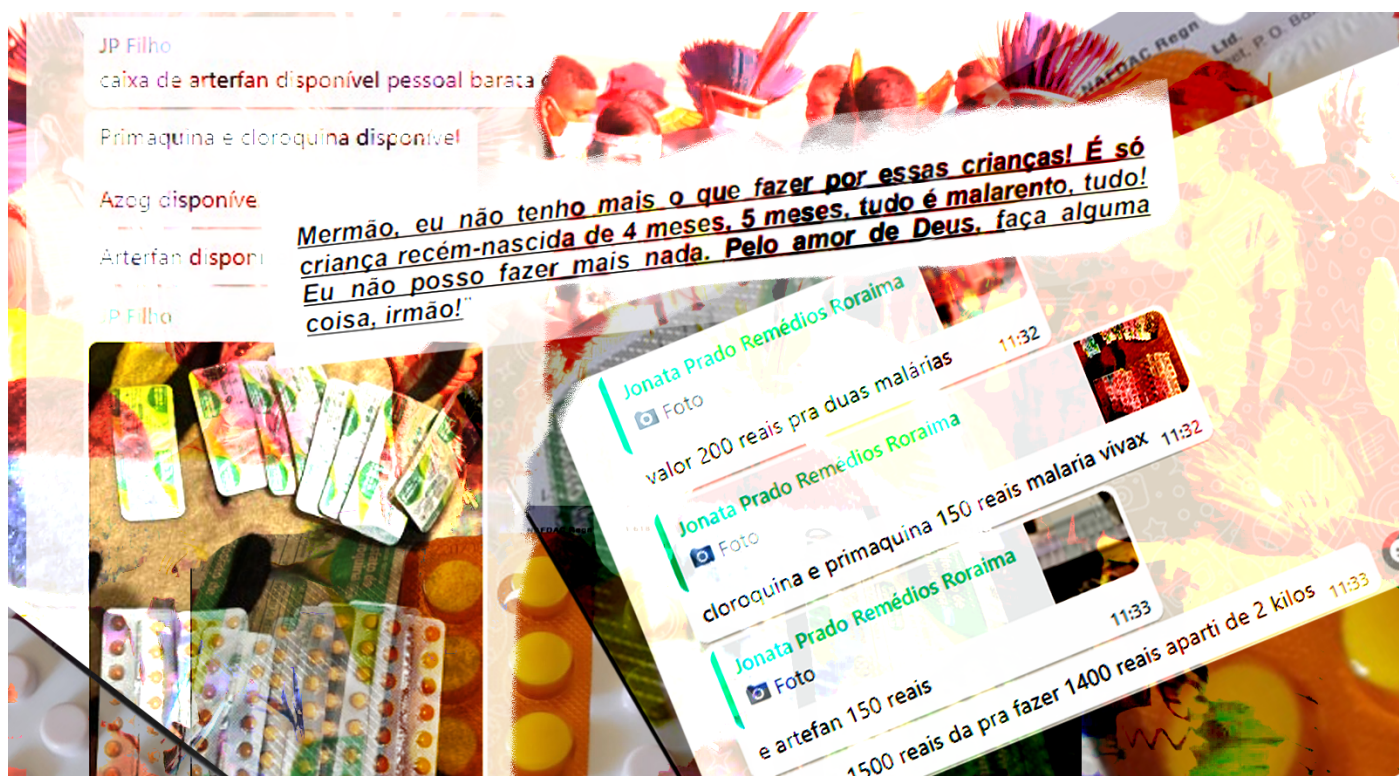 JP Filho
caixa de arterfan disponível pessoal barata
Primaquina e cloroquina disponível
Azog disponíve
Arterfan disponi
JP Filho
NAFDAC Regn
Ltd.
P. O. Bo
Mermão, eu não tenho mais o que fazer por essas crianças! É só
criança recém-nascida de 4 meses, 5 meses, tudo é malarento, tudo!
Eu não posso fazer mais nada. Pelo amor de Deus, faça alguma
coisa, irmão!¨
Jonata Prado Remédios Roraima
Foto
valor 200 reais pra duas malárias 11:32
Jonata Prado Remédios Roraima
Foto
cloroquina e primaquina 150 reais malaria vivax 11:32
Jonata Prado Remédios Roraima
Foto
e artefan 150 reais 11:33
1500 reais da pra fazer 1400 reais aparti de 2 kilos 11:33